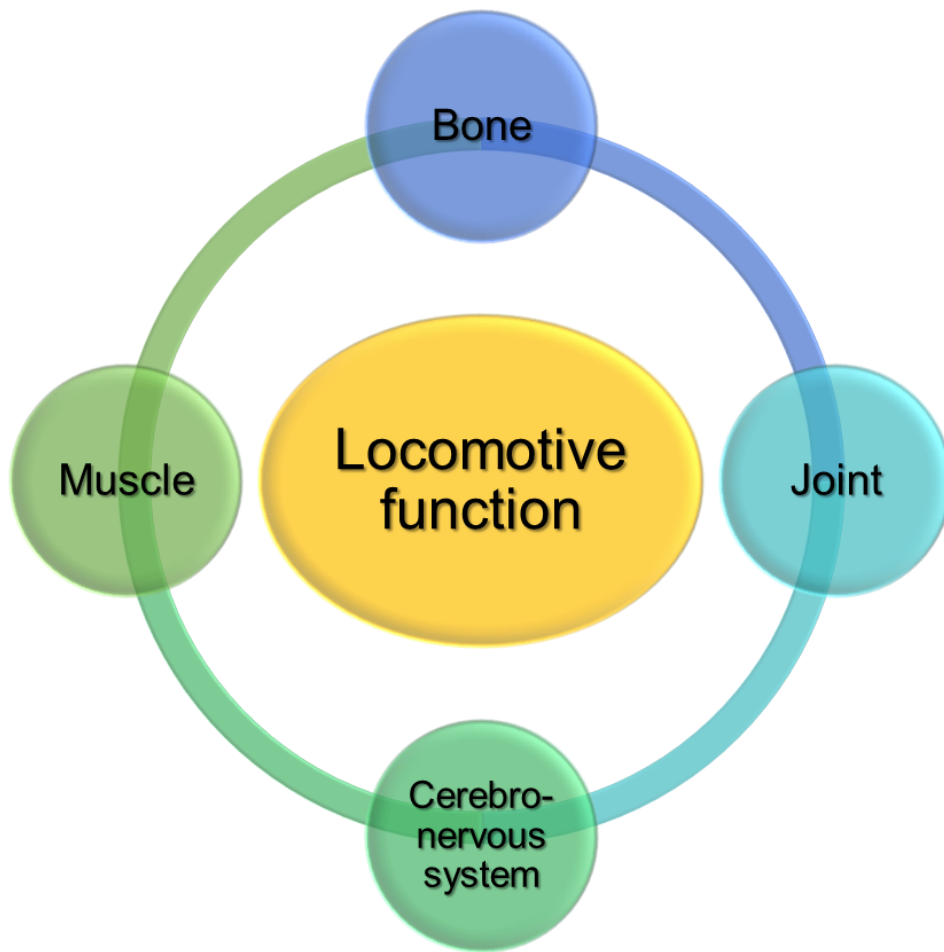 Bone
Locomotive
function
Muscle
Joint
Cerebro-
nervous
system